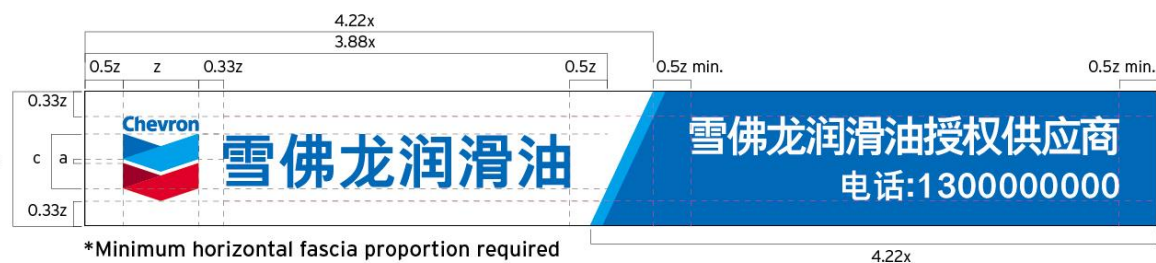 4.22x
3.88x
0.5z z 0.33z 0.5z 0.5z min. 0.5z min.
0.33z
Chevron
雪佛龙润滑油
雪佛龙润滑油授权供应商
c a
电话:1300000000
0.33z
*Minimum horizontal fascia proportion required
4.22x